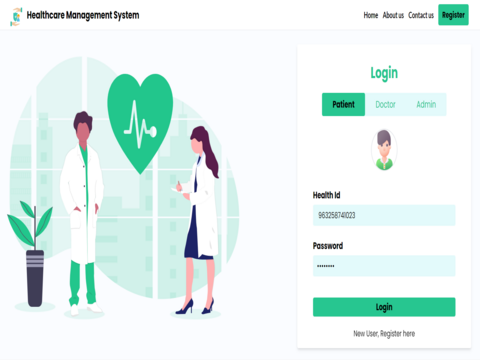 Healthcare Management System
Home About us Contact us Register
Login
Patient Doctor Admin
Health Id
963258741023
Password
••••••••
Login
New User, Register here